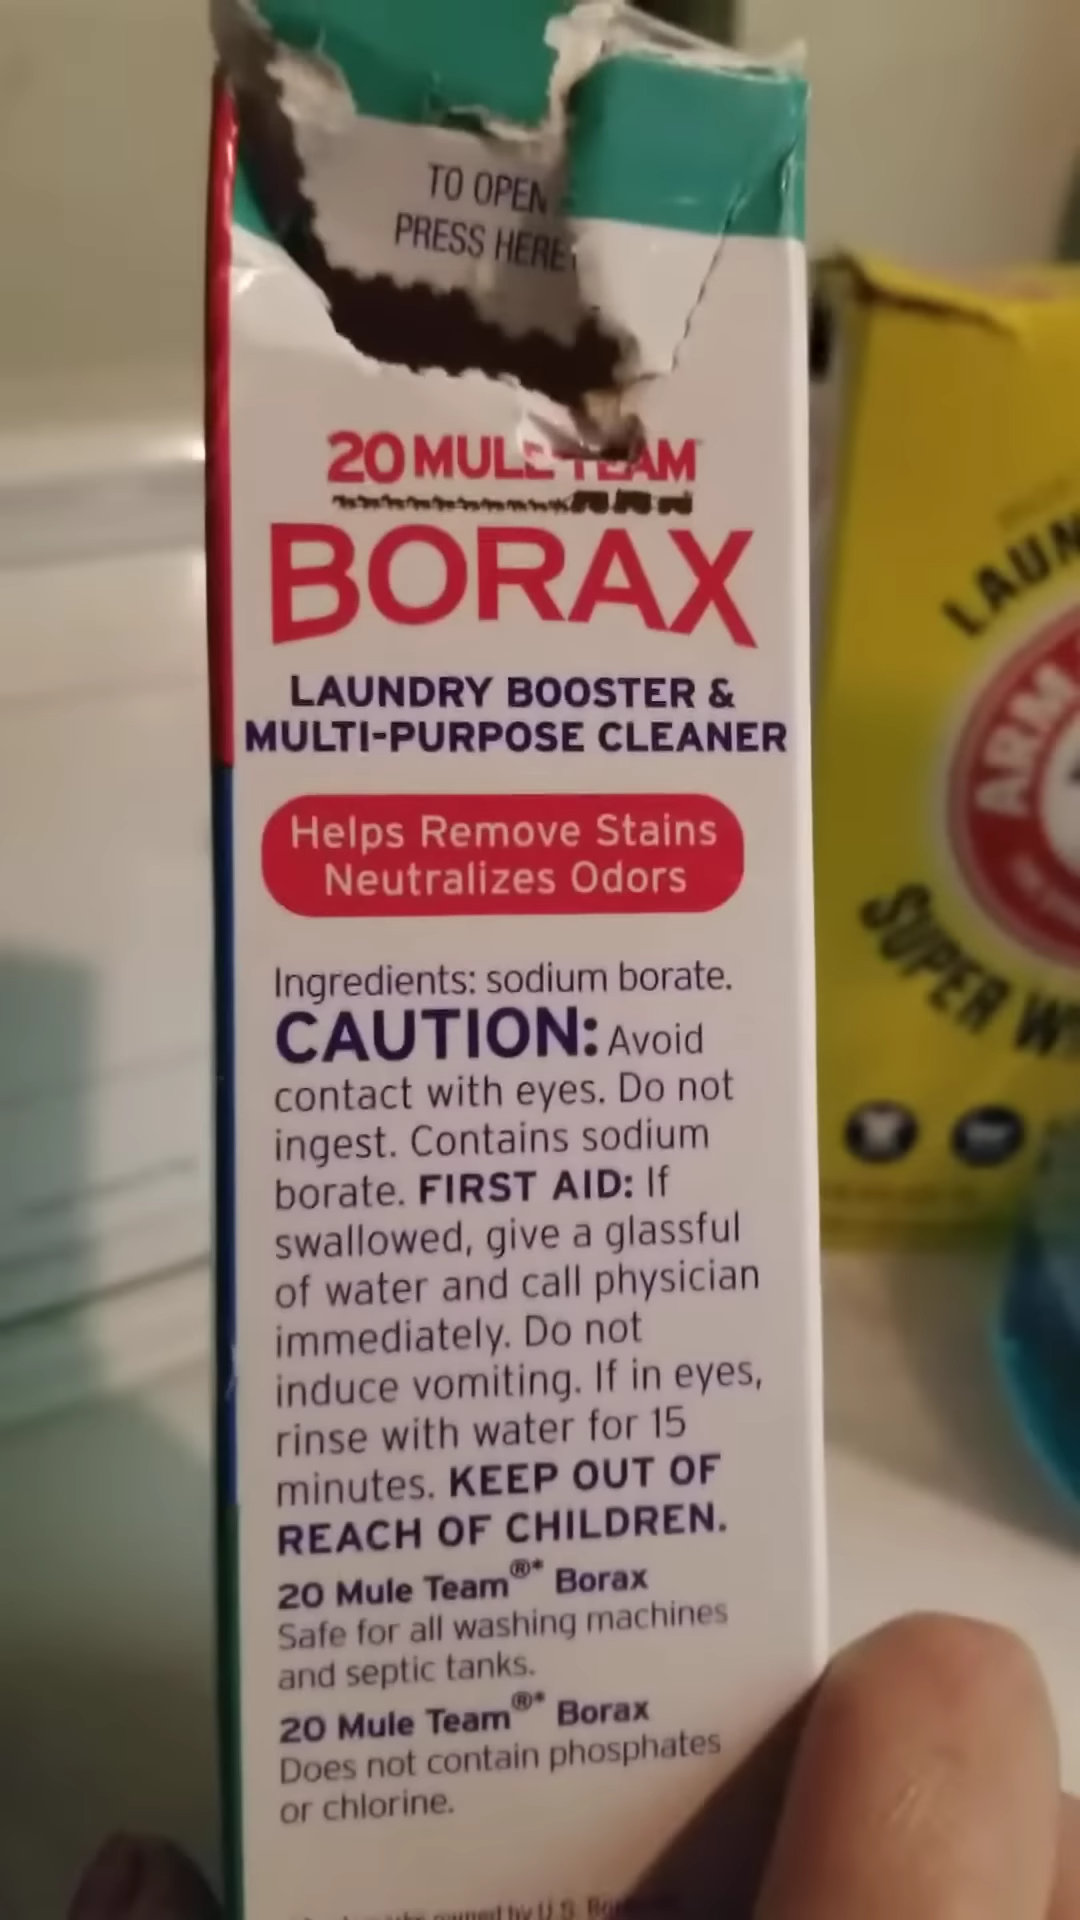 TO OPEN
PRESS HERE
20 MULE TEAM
BORAX
LAUNDRY BOOSTER &
MULTI-PURPOSE CLEANER
Helps Remove Stains
Neutralizes Odors
Ingredients: sodium borate.
CAUTION: Avoid
contact with eyes. Do not
ingest. Contains sodium
borate. FIRST AID: If
swallowed, give a glassful
of water and call physician
immediately. Do not
induce vomiting. If in eyes,
rinse with water for 15
minutes. KEEP OUT OF
REACH OF CHILDREN.
20 Mule Team®* Borax
Safe for all washing machines
and septic tanks.
20 Mule Team®* Borax
Does not contain phosphates
or chlorine.
owned by U.S.
LAUN
ARM
SUPER W